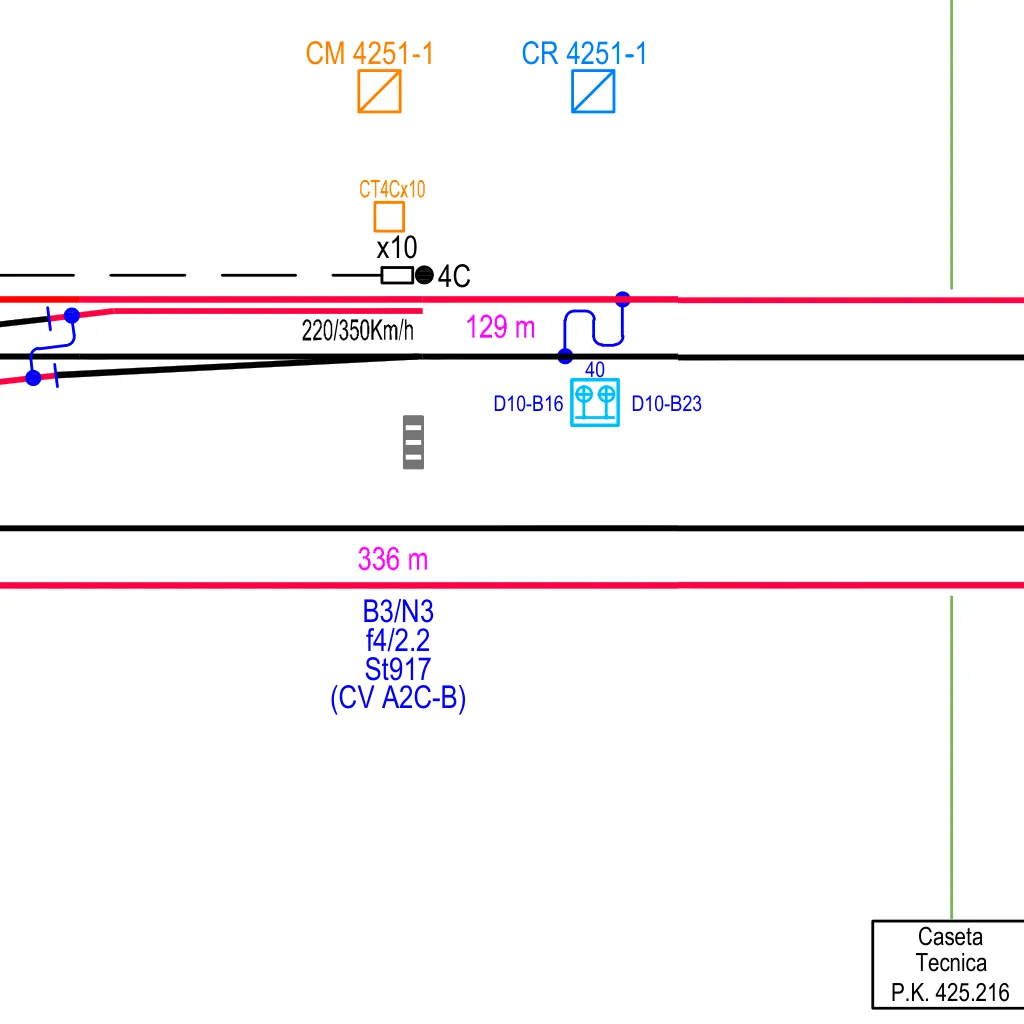 CM 4251-1
CR 4251-1
CT4Cx10
x10
4C
220/350Km/h
129 m
40
D10-B16
D10-B23
336 m
B3/N3
f4/2.2
St917
(CV A2C-B)
Caseta
Tecnica
P.K. 425.216